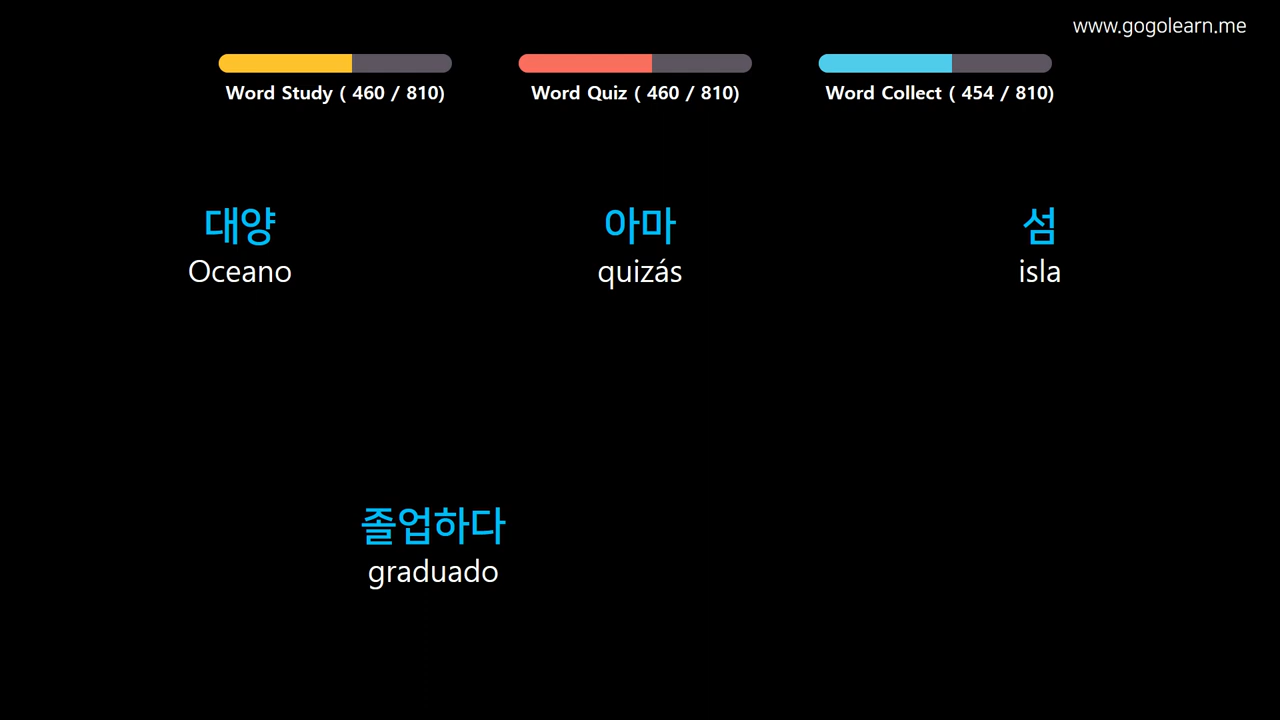 www.gogolearn.me
Word Study ( 460 / 810)
Word Quiz ( 460 / 810)
Word Collect ( 454 / 810)
대양
Oceano
아마
quizás
섬
isla
졸업하다
graduado